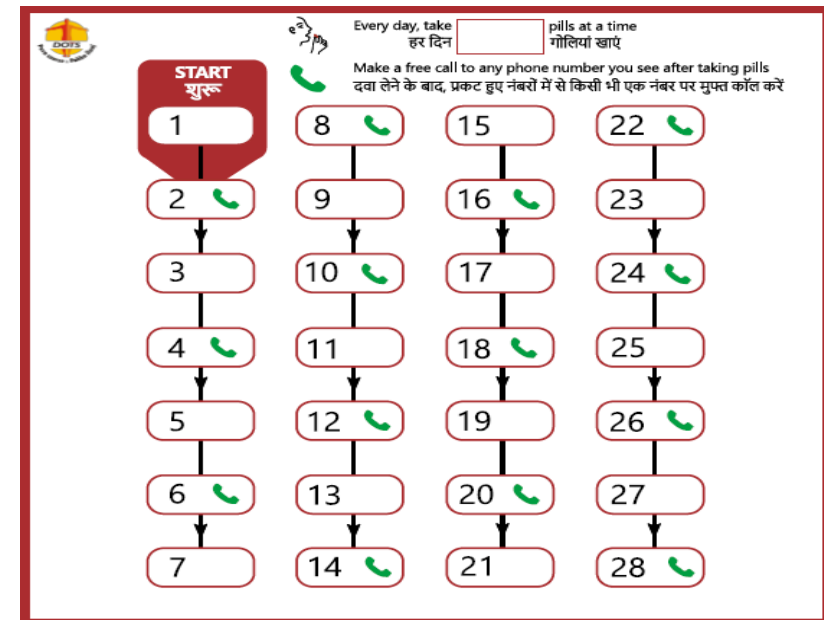 DOTS
Every day, take pills at a time
हर दिन गोलियां खाएं
Make a free call to any phone number you see after taking pills
दवा लेने के बाद, प्रकट हुए नंबरों में से किसी भी एक नंबर पर मुफ्त कॉल करें
START
शुरू
1 8 15 22
2 9 16 23
3 10 17 24
4 11 18 25
5 12 19 26
6 13 20 27
7 14 21 28